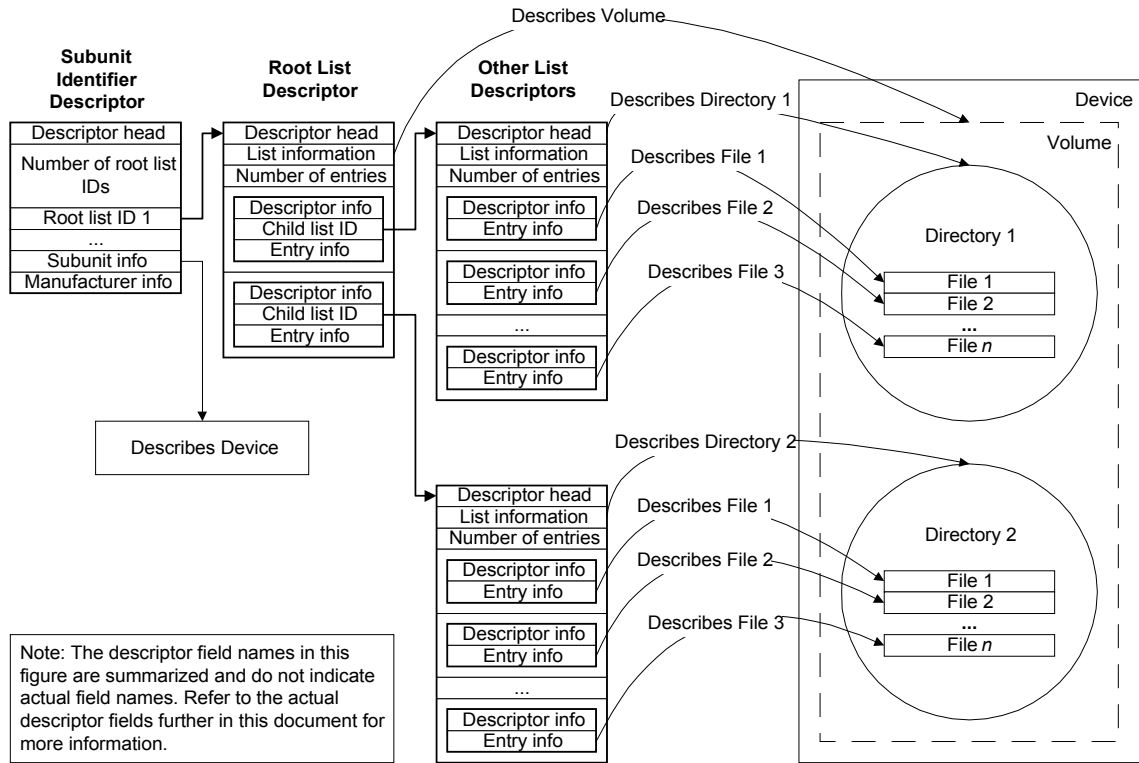 Describes Volume
Subunit
Identifier
Descriptor
Descriptor head
Number of root list
IDs
Root list ID 1
...
Subunit info
Manufacturer info
Describes Device
Root List
Descriptor
Descriptor head
List information
Number of entries
Descriptor info
Child list ID
Entry info
Descriptor info
Child list ID
Entry info
Other List
Descriptors
Descriptor head
List information
Number of entries
Descriptor info
Entry info
Descriptor info
Entry info
...
Descriptor info
Entry info
Descriptor head
List information
Number of entries
Descriptor info
Entry info
Descriptor info
Entry info
...
Descriptor info
Entry info
Describes Directory 1
Describes File 1
Describes File 2
Describes File 3
Describes Directory 2
Describes File 1
Describes File 2
Describes File 3
Device
Volume
Directory 1
File 1
File 2
...
File n
Directory 2
File 1
File 2
...
File n
Note: The descriptor field names in this
figure are summarized and do not indicate
actual field names. Refer to the actual
descriptor fields further in this document for
more information.